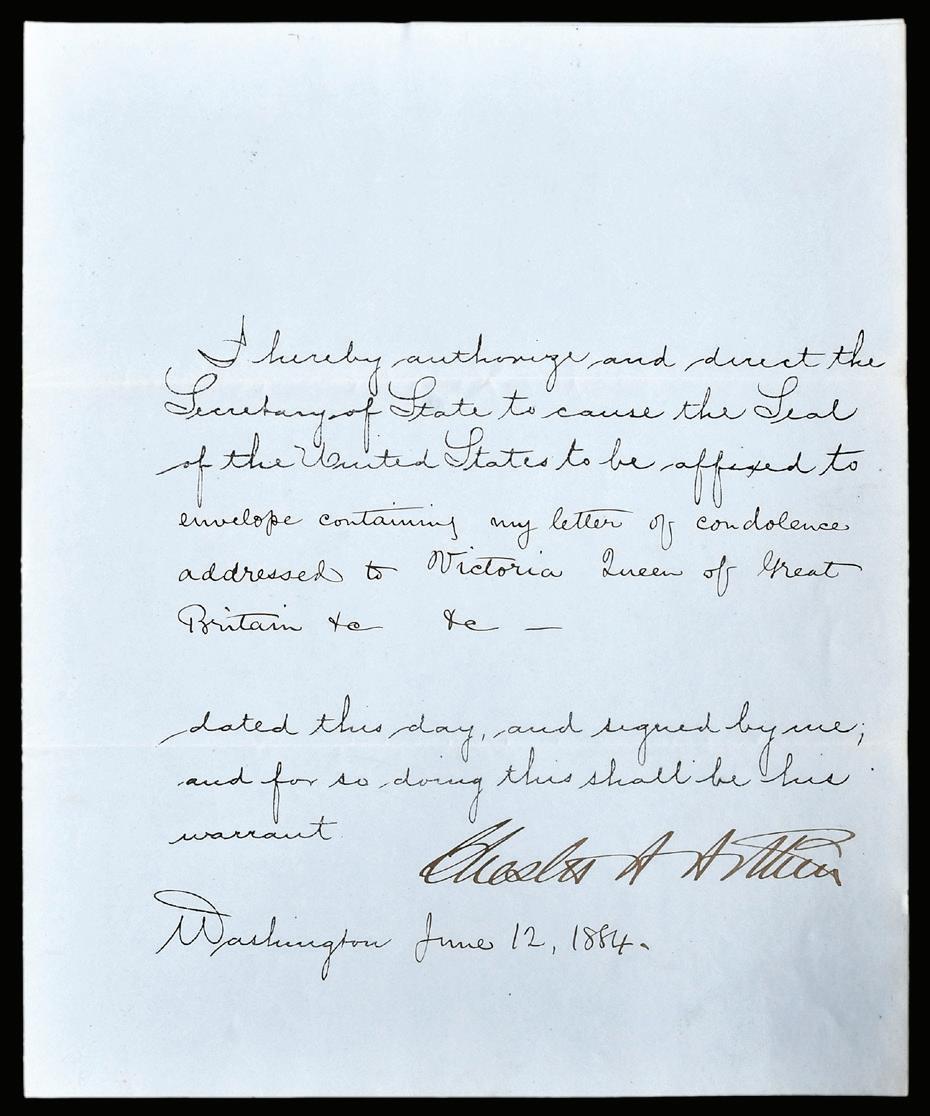 I hereby authorize and direct the
Secretary of State to cause the Seal
of the United States to be affixed to
envelope containing my letter of condolence
addressed to Victoria Queen of Great
Britain &c &c —
dated this day, and signed by me;
and for so doing this shall be his
warrant.
Chester A Arthur
Washington June 12, 1884.